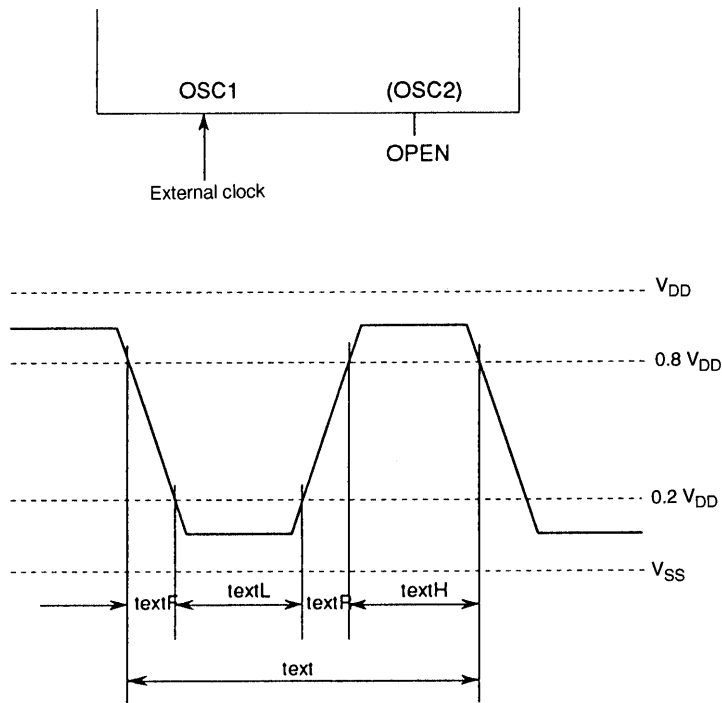 OSC1 (OSC2)
OPEN
External clock
VDD
0.8 VDD
0.2 VDD
VSS
textF textL textR textH
text